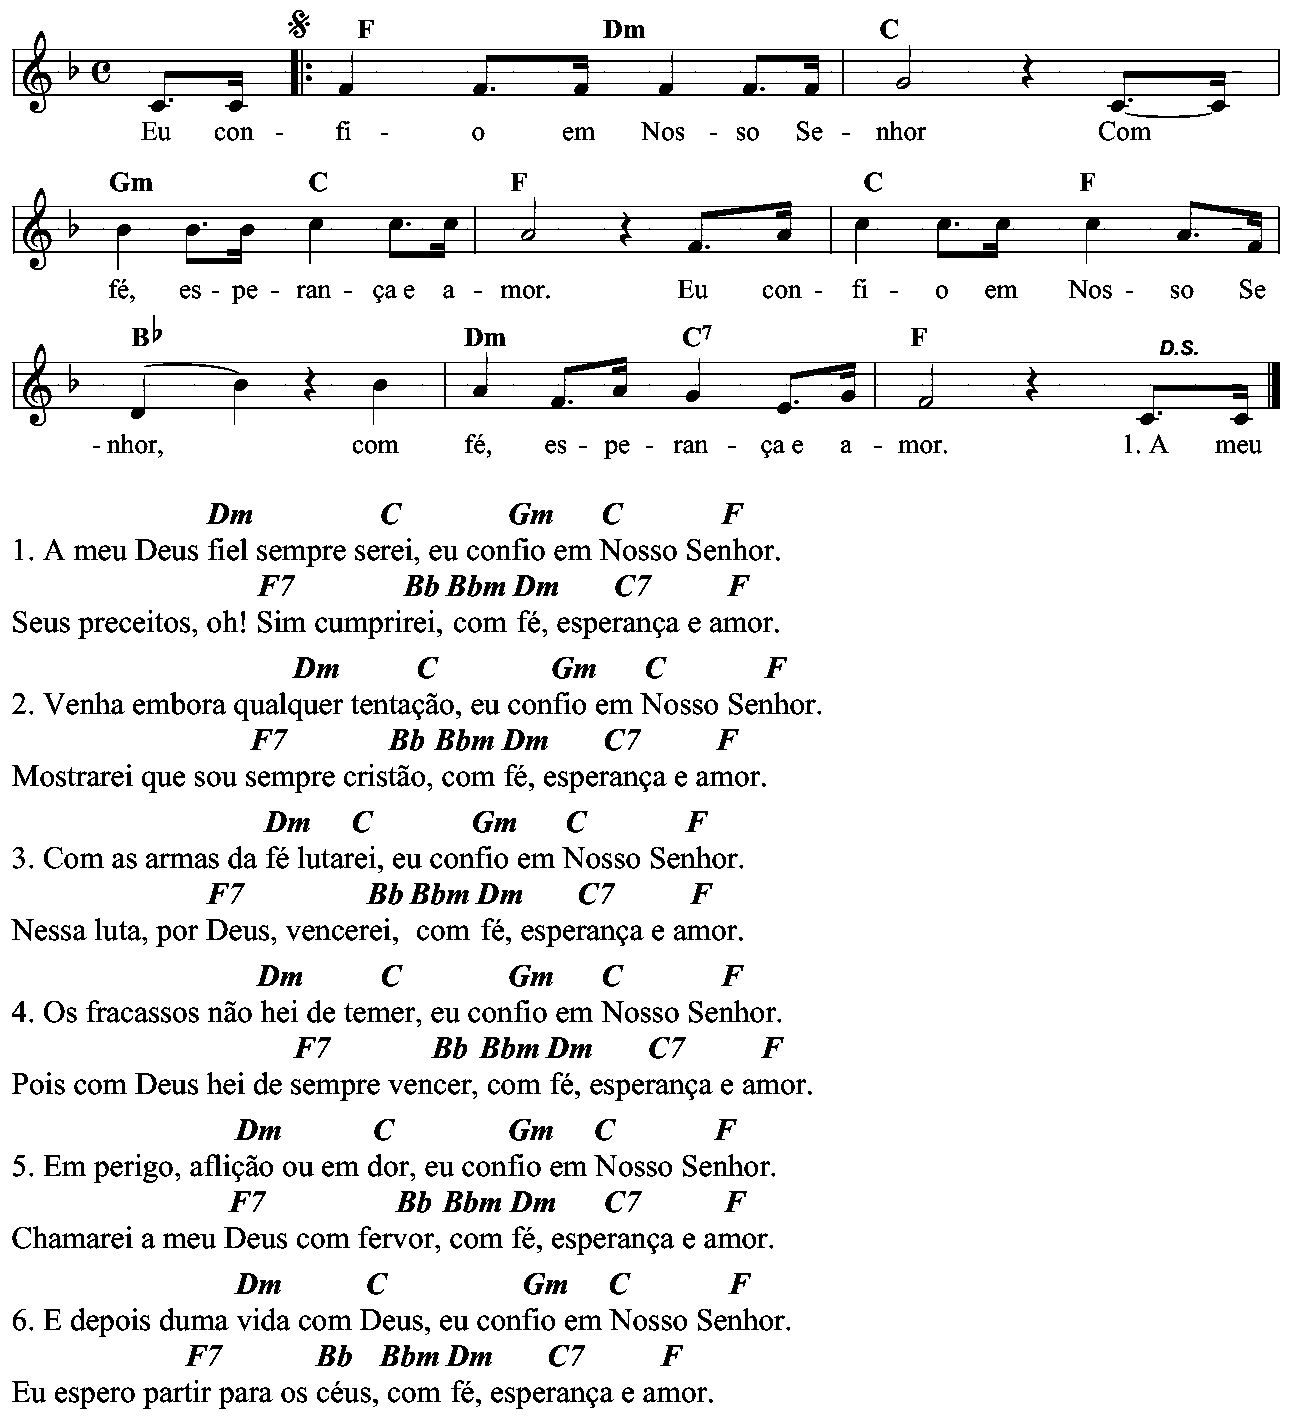 F Dm C
Eu con - fi - o em Nos - so Se - nhor Com
Gm C F C F
fé, es - pe - ran - ça e a - mor. Eu con - fi - o em Nos - so Se
B♭ Dm C7 F D.S.
- nhor, com fé, es - pe - ran - ça e a - mor. 1. A meu
Dm C Gm C F
1. A meu Deus fiel sempre serei, eu confio em Nosso Senhor.
F7 Bb Bbm Dm C7 F
Seus preceitos, oh! Sim cumprirei, com fé, esperança e amor.
Dm C Gm C F
2. Venha embora qualquer tentação, eu confio em Nosso Senhor.
F7 Bb Bbm Dm C7 F
Mostrarei que sou sempre cristão, com fé, esperança e amor.
Dm C Gm C F
3. Com as armas da fé lutarei, eu confio em Nosso Senhor.
F7 Bb Bbm Dm C7 F
Nessa luta, por Deus, vencerei, com fé, esperança e amor.
Dm C Gm C F
4. Os fracassos não hei de temer, eu confio em Nosso Senhor.
F7 Bb Bbm Dm C7 F
Pois com Deus hei de sempre vencer, com fé, esperança e amor.
Dm C Gm C F
5. Em perigo, aflição ou em dor, eu confio em Nosso Senhor.
F7 Bb Bbm Dm C7 F
Chamarei a meu Deus com fervor, com fé, esperança e amor.
Dm C Gm C F
6. E depois duma vida com Deus, eu confio em Nosso Senhor.
F7 Bb Bbm Dm C7 F
Eu espero partir para os céus, com fé, esperança e amor.